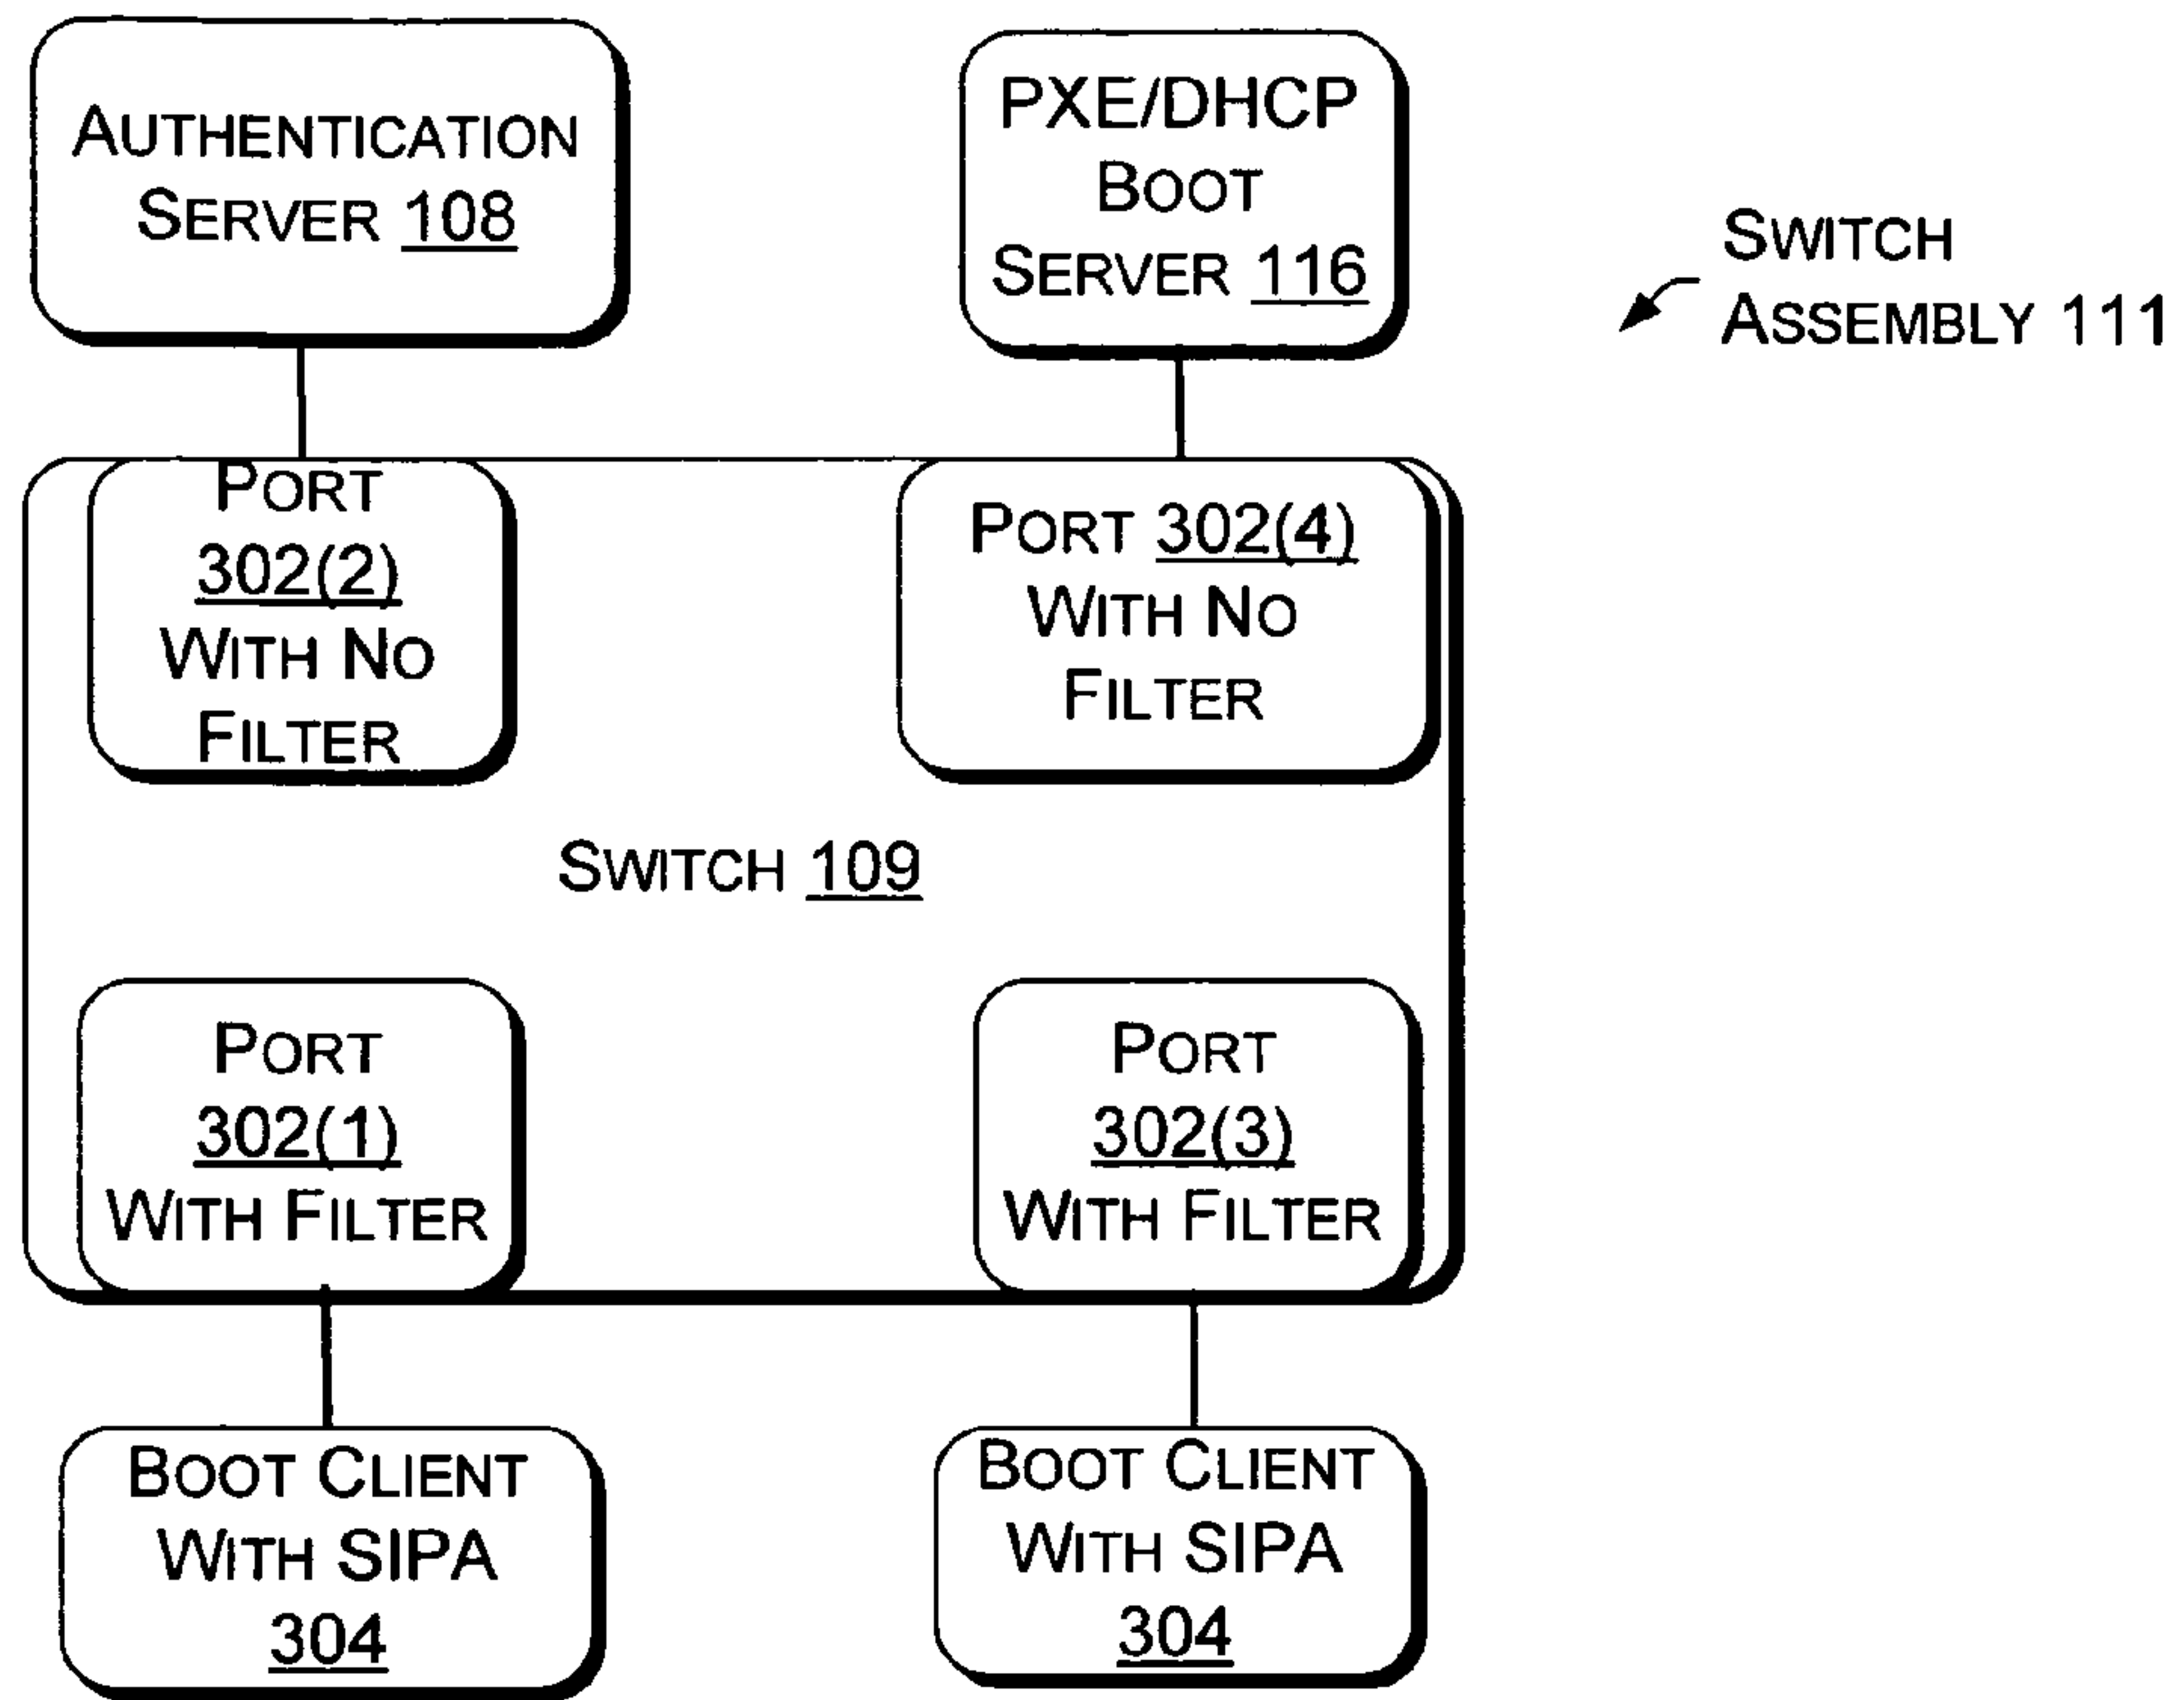 AUTHENTICATION
SERVER 108
PXE/DHCP
BOOT
SERVER 116
SWITCH
ASSEMBLY 111
PORT
302(2)
WITH NO
FILTER
PORT 302(4)
WITH NO
FILTER
SWITCH 109
PORT
302(1)
WITH FILTER
PORT
302(3)
WITH FILTER
BOOT CLIENT
WITH SIPA
304
BOOT CLIENT
WITH SIPA
304